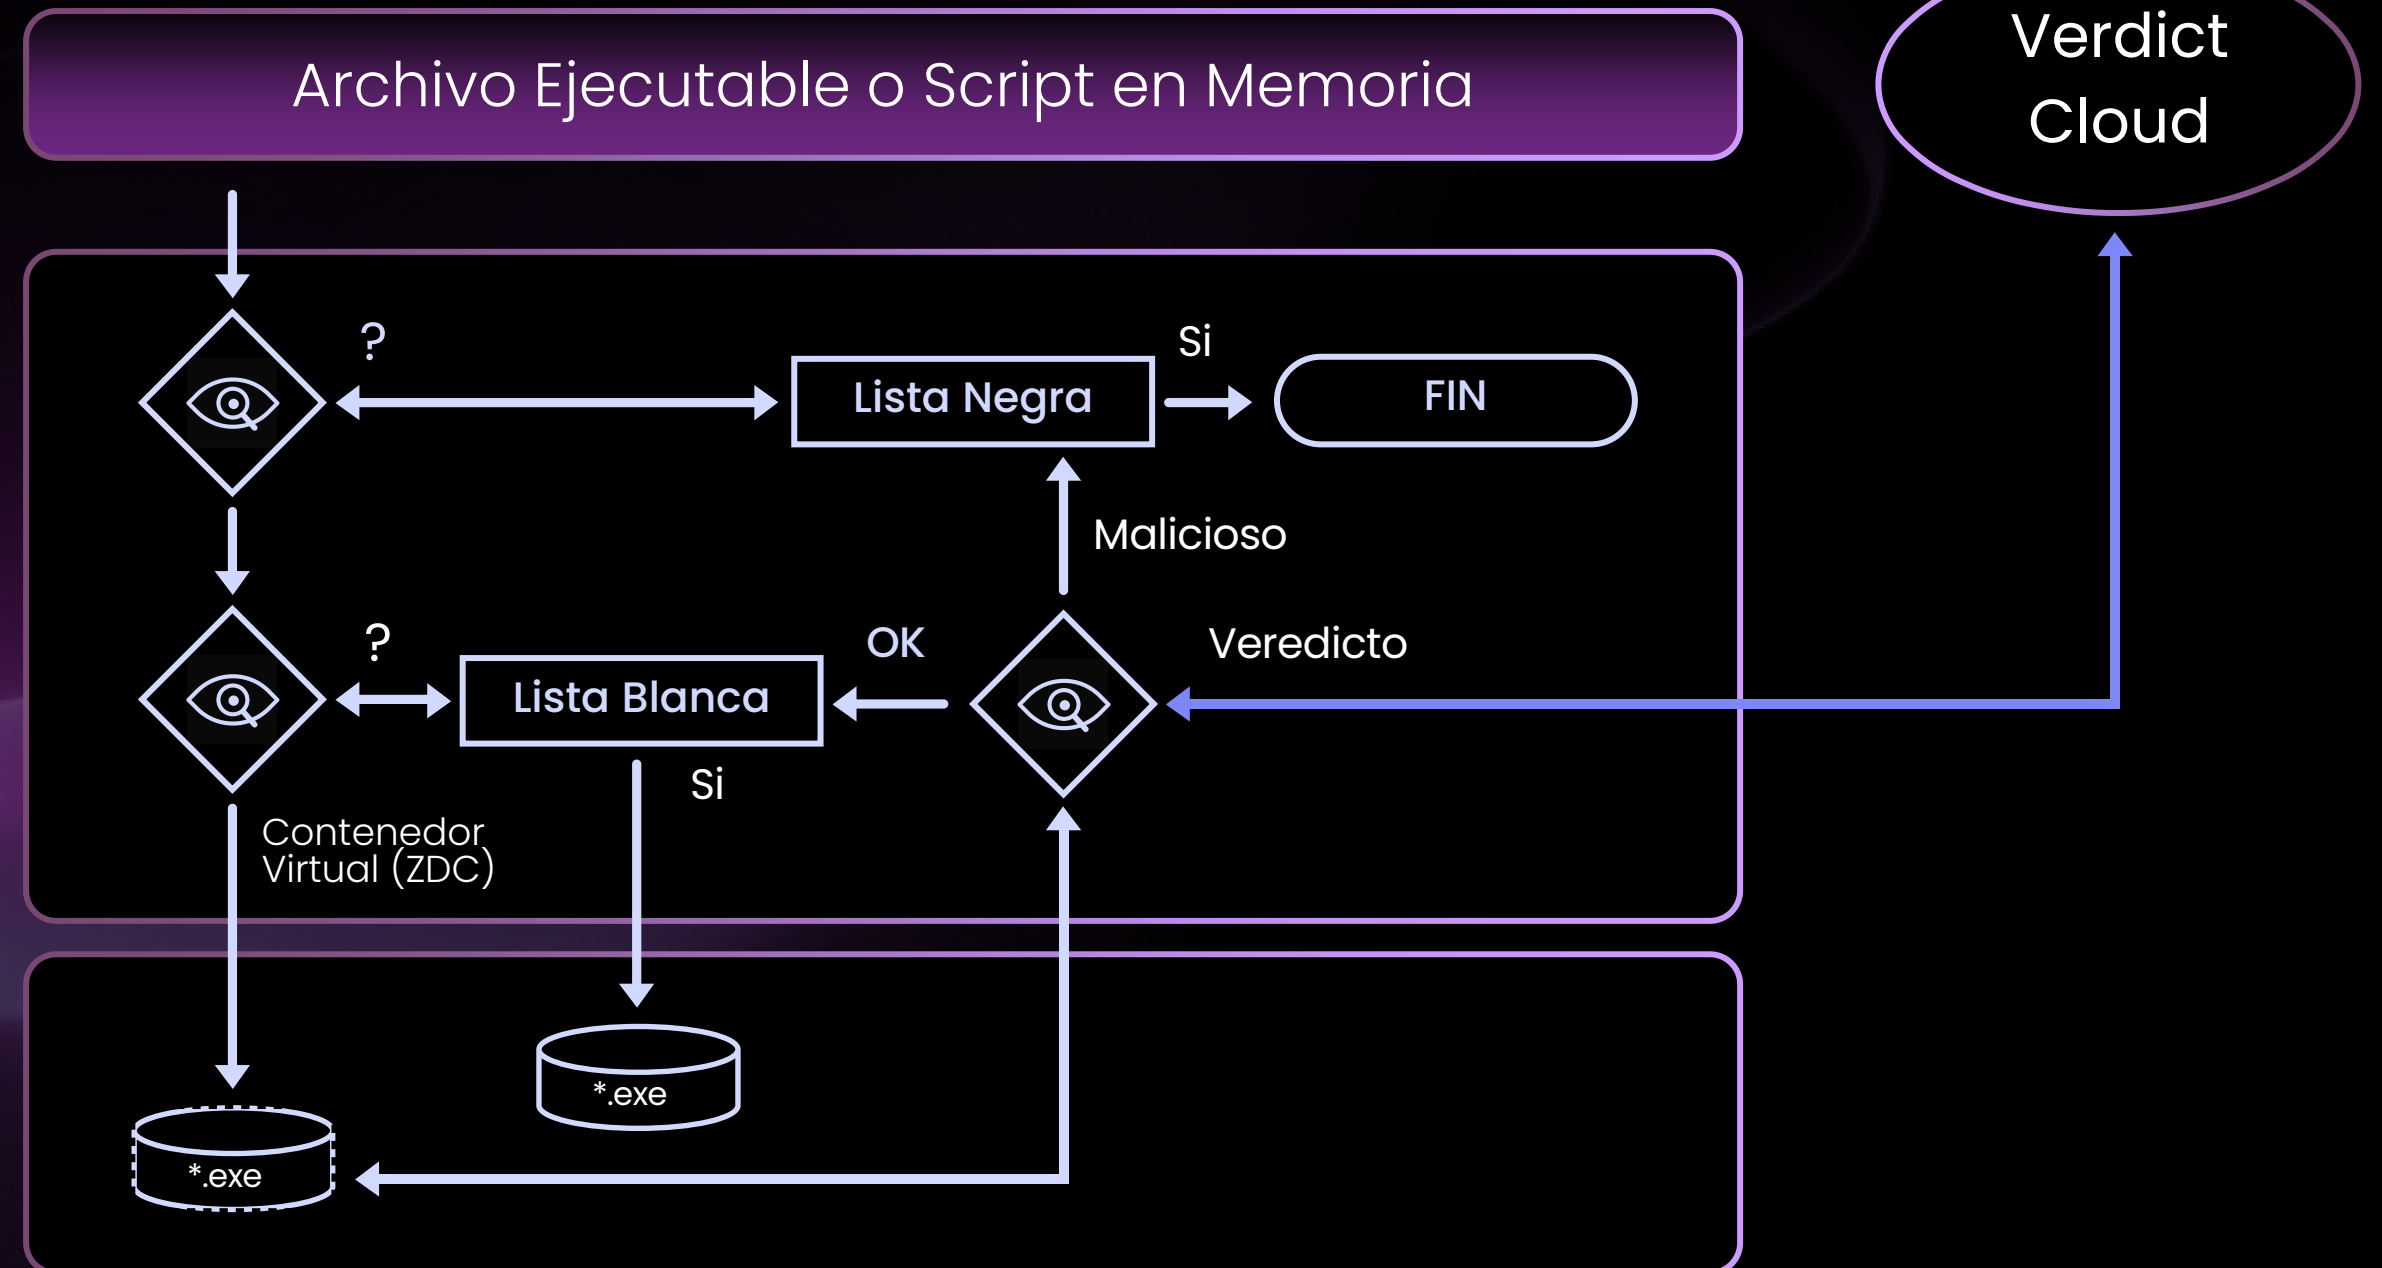 Archivo Ejecutable o Script en Memoria
Verdict
Cloud
?
Lista Negra
Si
FIN
Malicioso
?
Lista Blanca
OK
Veredicto
Si
Contenedor
Virtual (ZDC)
*.exe
*.exe